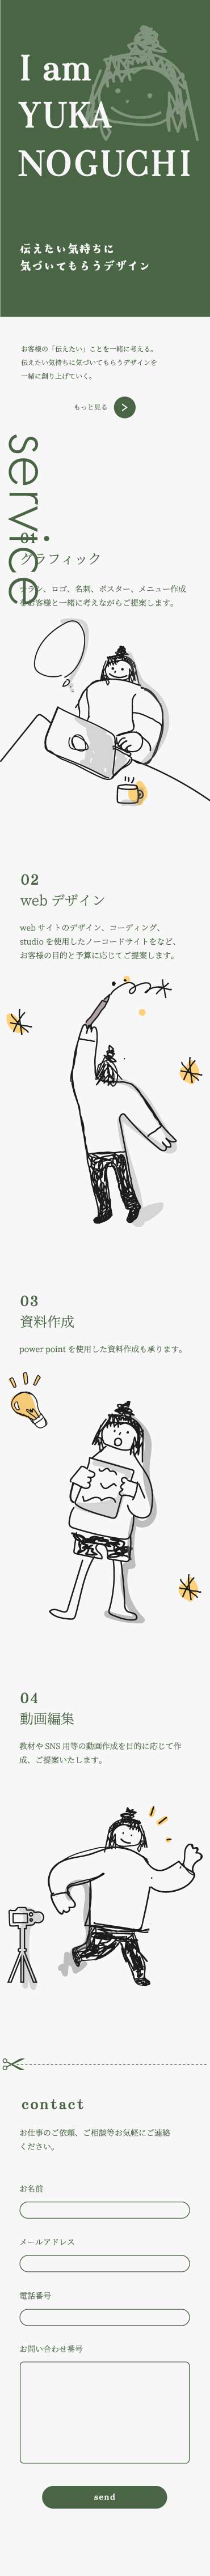 I am
YUKA
NOGUCHI
伝えたい気持ちに
気づいてもらうデザイン
お客様の「伝えたい」ことを一緒に考える。
伝えたい気持ちに気づいてもらうデザインを
一緒に創り上げていく。
もっと見る
service
01
グラフィック
チラシ、ロゴ、名刺、ポスター、メニュー作成
をお客様と一緒に考えながらご提案します。
02
web デザイン
web サイトのデザイン、コーディング、
studio を使用したノーコードサイトをなど、
お客様の目的と予算に応じてご提案します。
03
資料作成
power point を使用した資料作成も承ります。
04
動画編集
教材や SNS 用等の動画作成を目的に応じて作
成、ご提案いたします。
contact
お仕事のご依頼、ご相談等お気軽にご連絡
ください。
お名前
メールアドレス
電話番号
お問い合わせ番号
send